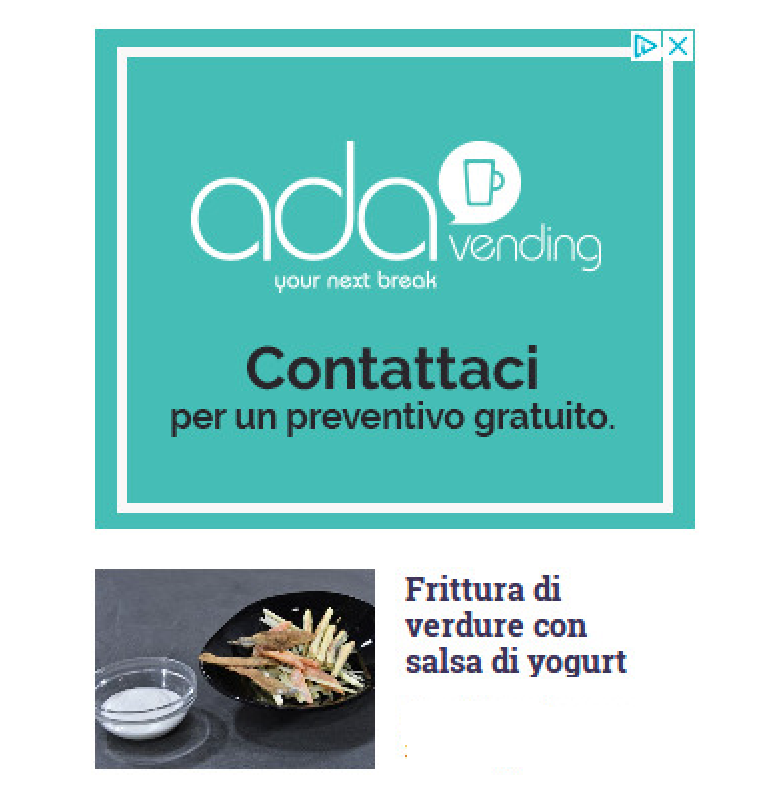 ada vending
your next break
Contattaci
per un preventivo gratuito.
Frittura di
verdure con
salsa di yogurt